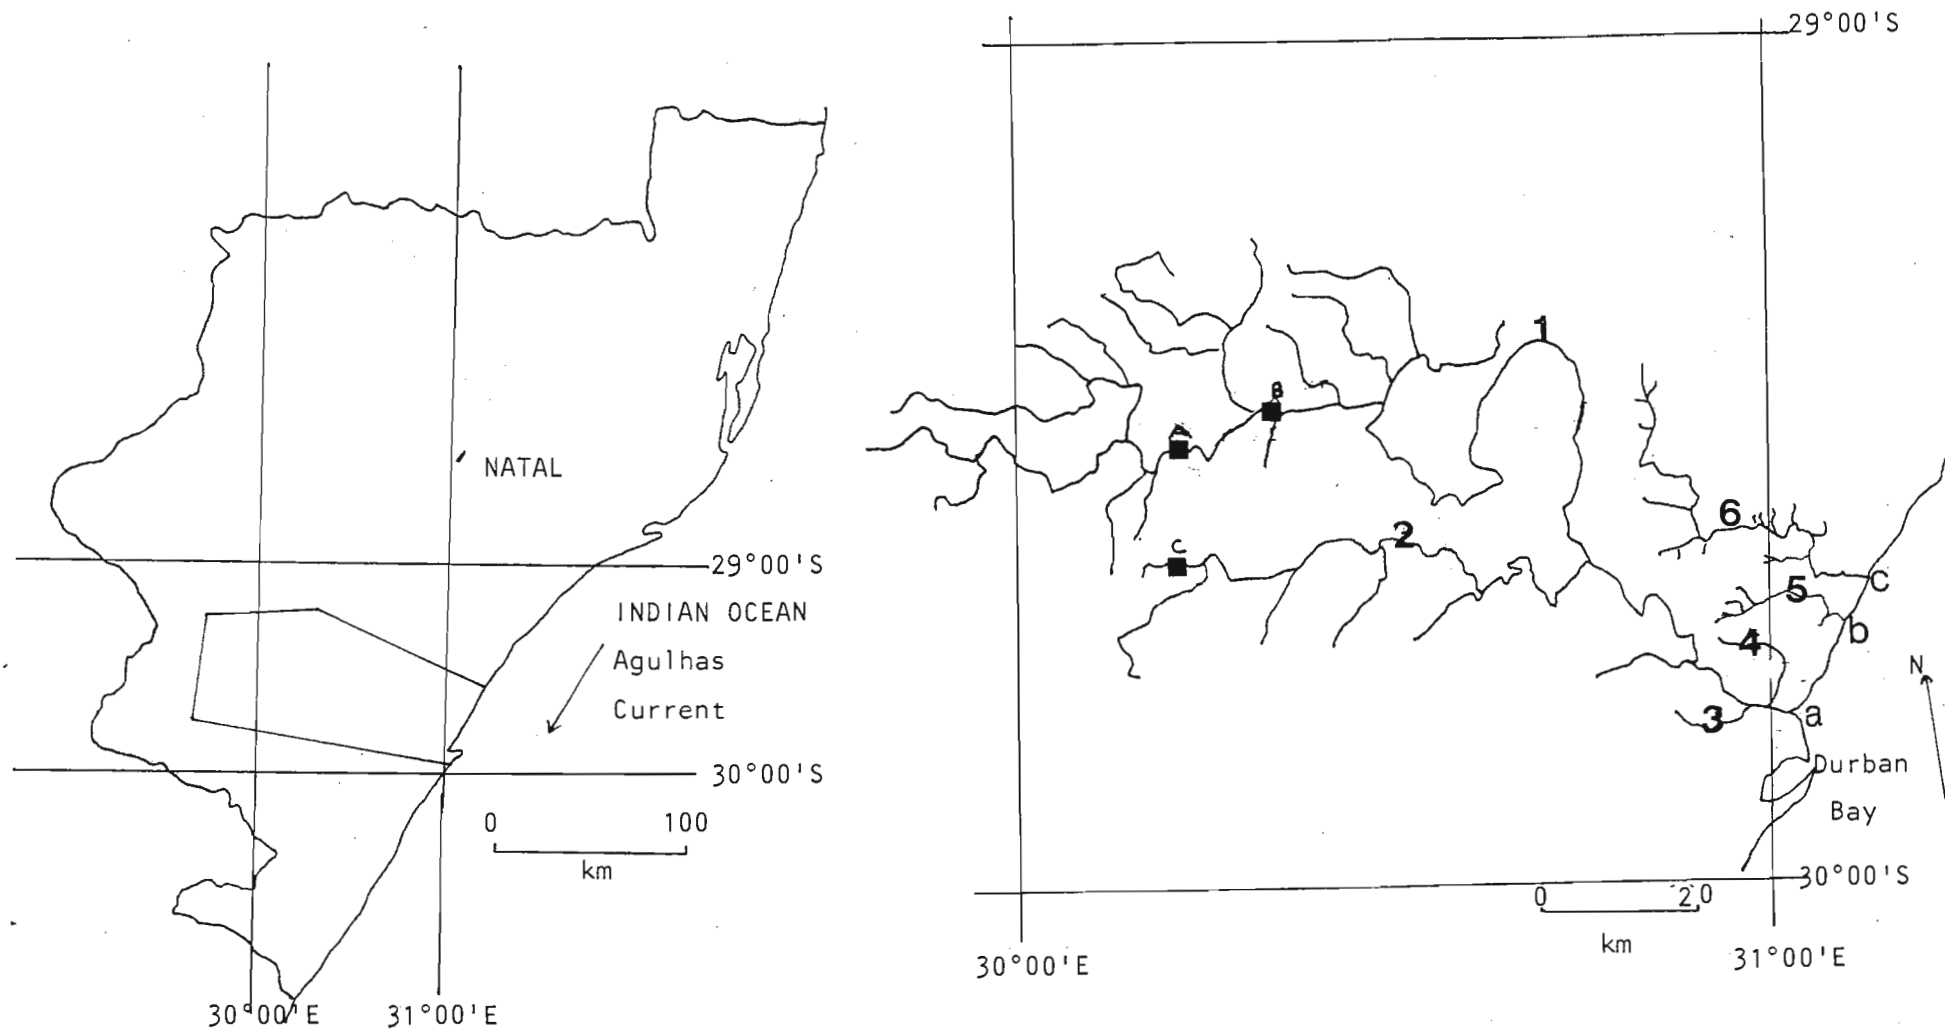 NATAL
29°00'S
INDIAN OCEAN
Agulhas
Current
30°00'S
0 100
km
30°00'E 31°00'E
29°00'S
1
B
A
2
C
6
C
5
b
4
N
3
a
Durban
Bay
30°00'S
0 20
km
30°00'E
31°00'E